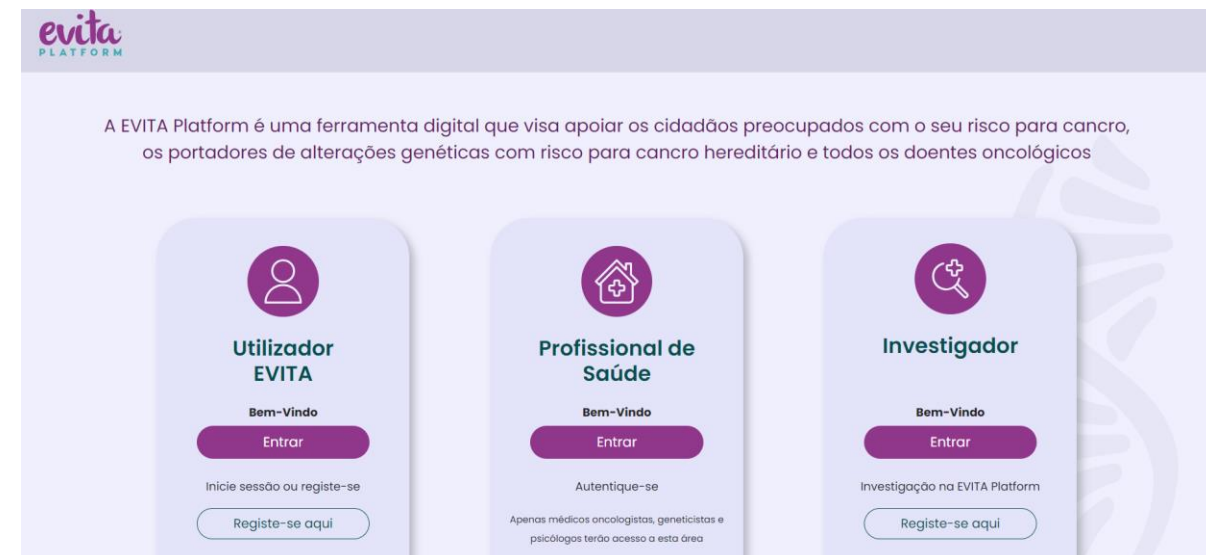 evita
PLATFORM
A EVITA Platform é uma ferramenta digital que visa apoiar os cidadãos preocupados com o seu risco para cancro,
os portadores de alterações genéticas com risco para cancro hereditário e todos os doentes oncológicos
Utilizador
EVITA
Bem-Vindo
Entrar
Inicie sessão ou registe-se
Registe-se aqui
Profissional de
Saúde
Bem-Vindo
Entrar
Autentique-se
Apenas médicos oncologistas, geneticistas e
psicólogos terão acesso a esta área
Investigador
Bem-Vindo
Entrar
Investigação na EVITA Platform
Registe-se aqui